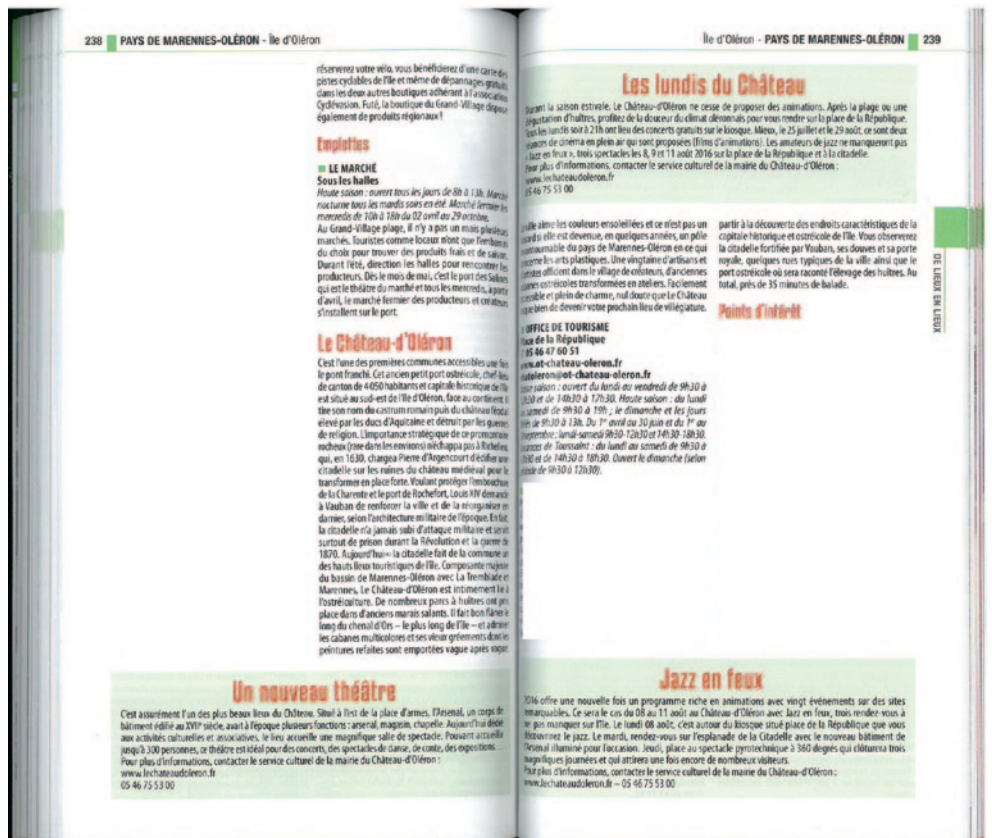 238 PAYS DE MARENNES-OLÉRON - Île d'Oléron
réserverez votre vélo, vous bénéficierez d'une carte des
pistes cyclables de l'île et même de dépannages gratuits
dans les deux autres boutiques adhérant à l'association
Cyclévasion. Futé, la boutique du Grand-Village dispose
également de produits régionaux !
Emplettes
LE MARCHÉ
Sous les halles
Haute saison : ouvert tous les jours de 8h à 13h. Marché
nocturne tous les mardis soirs en été. Marché fermier les
mercredis de 10h à 18h du 02 avril au 29 octobre.
Au Grand-Village plage, il n'y a pas un mais plusieurs
marchés. Touristes comme locaux n'ont que l'embarras
du choix pour trouver des produits frais et de saison.
Durant l'été, direction les halles pour rencontrer les
producteurs. Dès le mois de mai, c'est le port des Salines
qui est le théâtre du marché et tous les mercredis, à partir
d'avril, le marché fermier des producteurs et créateurs
s'installent sur le port.
Le Château-d'Oléron
C'est l'une des premières communes accessibles une fois
le pont franchi. Cet ancien petit port ostréicole, chef-lieu
de canton de 4 050 habitants et capitale historique de l'île
est situé au sud-est de l'île d'Oléron, face au continent. Il
tire son nom du castrum romain puis du château féodal
élevé par les ducs d'Aquitaine et détruit par les guerres
de religion. L'importance stratégique de ce promontoire
rocheux (rare dans les environs) n'échappa pas à Richelieu
qui, en 1630, chargea Pierre d'Argencourt d'édifier une
citadelle sur les ruines du château médiéval pour le
transformer en place forte. Voulant protéger l'embouchure
de la Charente et le port de Rochefort, Louis XIV demande
à Vauban de renforcer la ville et de la réorganiser en
damier, selon l'architecture militaire de l'époque. En fait,
la citadelle n'a jamais subi d'attaque militaire et servit
surtout de prison durant la Révolution et la guerre de
1870. Aujourd'hui la citadelle fait de la commune un
des hauts lieux touristiques de l'île. Composante majeure
du bassin de Marennes-Oléron avec La Tremblade et
Marennes, Le Château-d'Oléron est intimement lié à
l'ostréiculture. De nombreux parcs à huîtres ont pris
place dans d'anciens marais salants. Il fait bon flâner le
long du chenal d'Ors – le plus long de l'île – et admirer
les cabanes multicolores et ses vieux gréements dont les
peintures refaites sont emportées vague après vague.
Un nouveau théâtre
C'est assurément l'un des plus beaux lieux du Château. Situé à l'est de la place d'armes, l'Arsenal, un corps de
bâtiment édifié au XVIIe siècle, avait à l'époque plusieurs fonctions : arsenal, magasin, chapelle. Aujourd'hui dédié
aux activités culturelles et associatives, le lieu accueille une magnifique salle de spectacle. Pouvant accueillir
jusqu'à 300 personnes, ce théâtre est idéal pour des concerts, des spectacles de danse, de conte, des expositions…
Pour plus d'informations, contacter le service culturel de la mairie du Château-d'Oléron :
www.lechateaudoleron.fr
05 46 75 53 00
Île d'Oléron - PAYS DE MARENNES-OLÉRON 239
Les lundis du Château
Durant la saison estivale, Le Château-d'Oléron ne cesse de proposer des animations. Après la plage ou une
dégustation d'huîtres, profitez de la douceur du climat oléronnais pour vous rendre sur la place de la République.
Tous les lundis soir à 21h ont lieu des concerts gratuits sur le kiosque. Mieux, le 25 juillet et le 29 août, ce sont deux
séances de cinéma en plein air qui sont proposées (films d'animations). Les amateurs de jazz ne manqueront pas
« Jazz en feux », trois spectacles les 8, 9 et 11 août 2016 sur la place de la République et à la citadelle.
Pour plus d'informations, contacter le service culturel de la mairie du Château-d'Oléron :
www.lechateaudoleron.fr
05 46 75 53 00
ville aime les couleurs ensoleillées et ce n'est pas un
si elle est devenue, en quelques années, un pôle
incontournable du pays de Marennes-Oléron en ce qui
concerne les arts plastiques. Une vingtaine d'artisans et
d'artistes officient dans le village de créateurs, d'anciennes
cabanes ostréicoles transformées en ateliers. Facilement
accessible et plein de charme, nul doute que Le Château
risque bien de devenir votre prochain lieu de villégiature.
OFFICE DE TOURISME
Place de la République
05 46 47 60 51
www.ot-chateau-oleron.fr
chatoleron@ot-chateau-oleron.fr
Basse saison : ouvert du lundi au vendredi de 9h30 à
12h30 et de 14h30 à 17h30. Haute saison : du lundi
au samedi de 9h30 à 19h ; le dimanche et les jours
fériés de 9h30 à 13h. Du 1er avril au 30 juin et du 1er au
septembre : lundi-samedi 9h30-12h30 et 14h30-18h30.
Vacances de Toussaint : du lundi au samedi de 9h30 à
12h30 et de 14h30 à 18h30. Ouvert le dimanche (selon
période de 9h30 à 12h30).
partir à la découverte des endroits caractéristiques de la
capitale historique et ostréicole de l'île. Vous observerez
la citadelle fortifiée par Vauban, ses douves et sa porte
royale, quelques rues typiques de la ville ainsi que le
port ostréicole où sera raconté l'élevage des huîtres. Au
total, près de 35 minutes de balade.
Points d'intérêt
DE LIEUX EN LIEUX
Jazz en feux
2016 offre une nouvelle fois un programme riche en animations avec vingt événements sur des sites
remarquables. Ce sera le cas du 08 au 11 août au Château-d'Oléron avec Jazz en feux, trois rendez-vous à
ne pas manquer sur l'île. Le lundi 08 août, c'est autour du kiosque situé place de la République que vous
découvrirez le jazz. Le mardi, rendez-vous sur l'esplanade de la Citadelle avec le nouveau bâtiment de
l'Arsenal illuminé pour l'occasion. Jeudi, place au spectacle pyrotechnique à 360 degrés qui clôturera trois
magnifiques journées et qui attirera une fois encore de nombreux visiteurs.
Pour plus d'informations, contacter le service culturel de la mairie du Château-d'Oléron :
www.lechateaudoleron.fr – 05 46 75 53 00